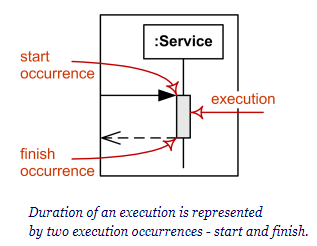 :Service
start
occurrence
execution
finish
occurrence
Duration of an execution is represented
by two execution occurrences - start and finish.